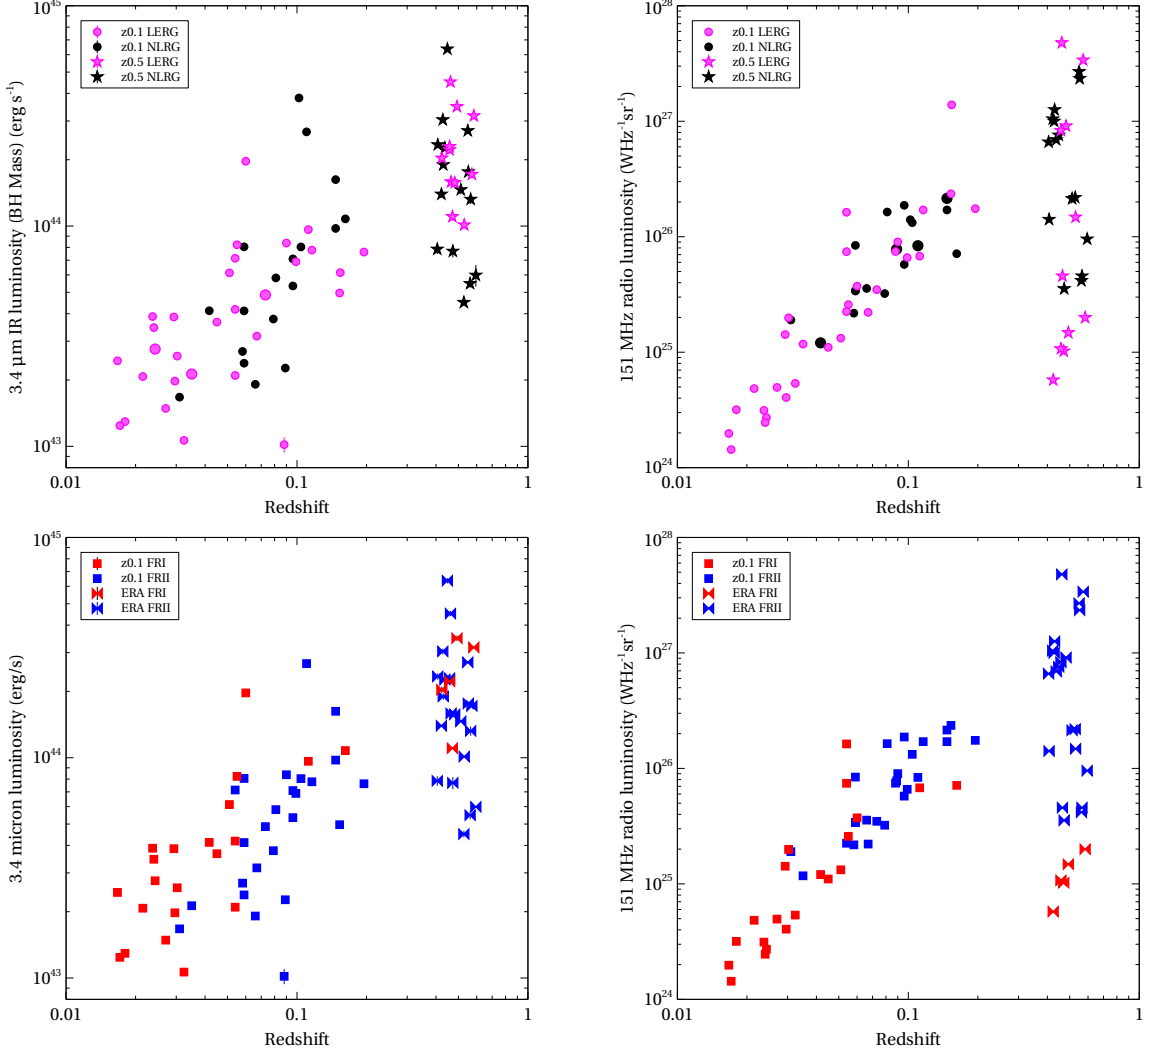 10^45
z0.1 LERG
z0.1 NLRG
z0.5 LERG
z0.5 NLRG
10^44
10^43
3.4 µm IR luminosity (BH Mass) (erg s^-1)
0.01
0.1
1
Redshift
10^28
z0.1 LERG
z0.1 NLRG
z0.5 LERG
z0.5 NLRG
10^27
10^26
10^25
10^24
151 MHz radio luminosity (WHz^-1sr^-1)
0.01
0.1
1
Redshift
10^45
z0.1 FRI
z0.1 FRII
ERA FRI
ERA FRII
10^44
10^43
3.4 micron luminosity (erg/s)
0.01
0.1
1
Redshift
10^28
z0.1 FRI
z0.1 FRII
ERA FRI
ERA FRII
10^27
10^26
10^25
10^24
151 MHz radio luminosity (WHz^-1sr^-1)
0.01
0.1
1
Redshift